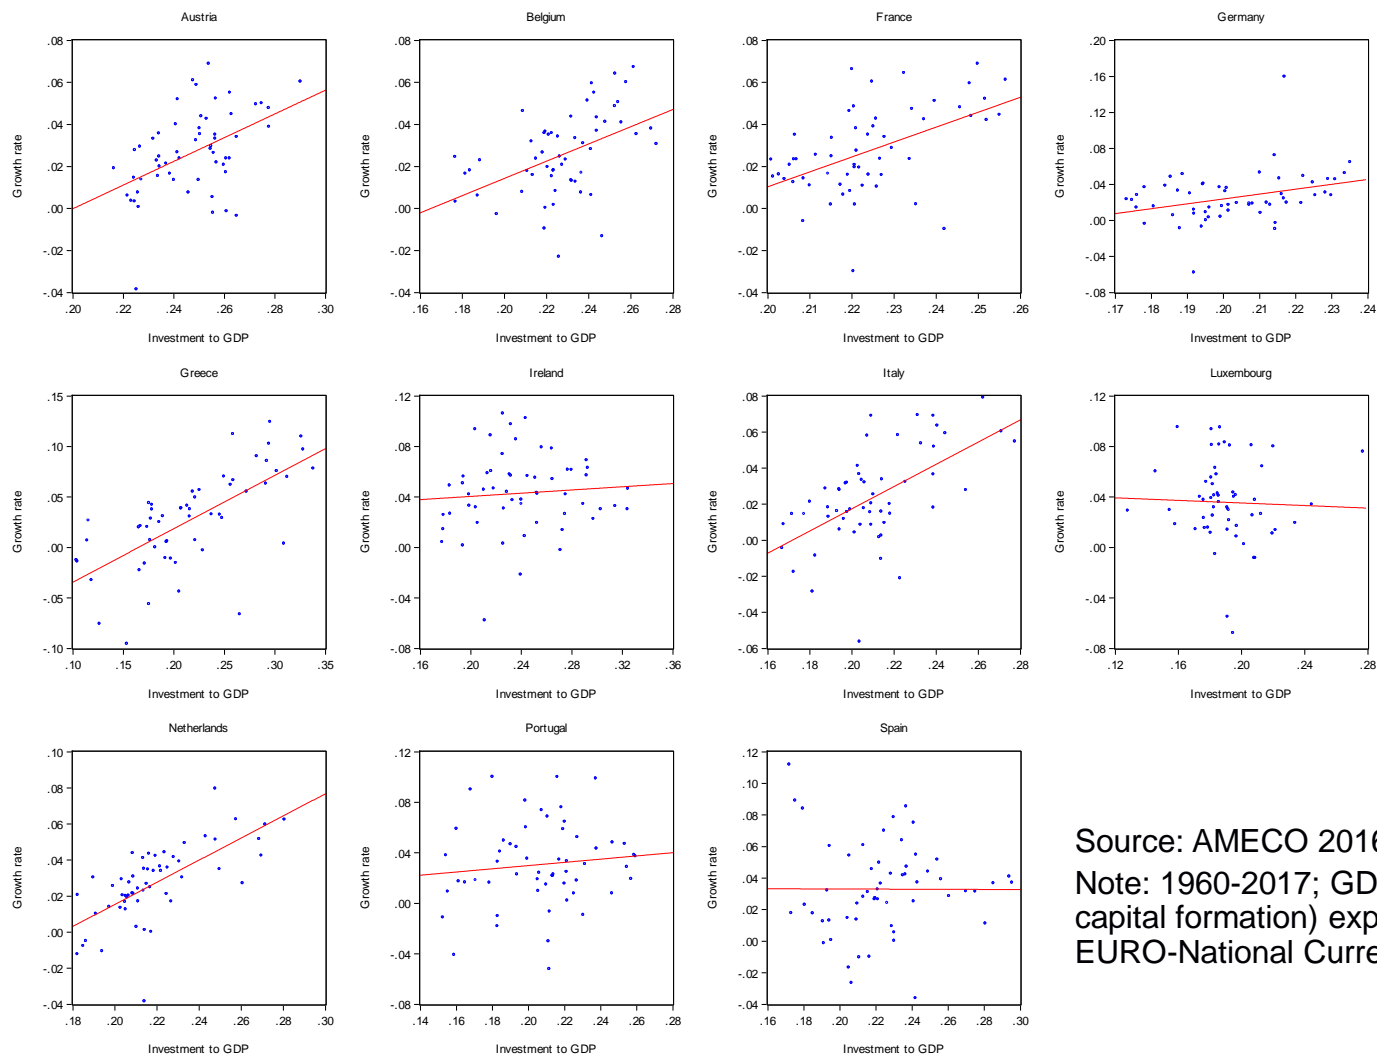 Austria
.08
.06
.04
.02
.00
-.02
-.04
Growth rate
.20 .22 .24 .26 .28 .30
Investment to GDP
Belgium
.08
.06
.04
.02
.00
-.02
-.04
Growth rate
.16 .18 .20 .22 .24 .26 .28
Investment to GDP
France
.08
.06
.04
.02
.00
-.02
-.04
Growth rate
.20 .21 .22 .23 .24 .25 .26
Investment to GDP
Germany
.20
.16
.12
.08
.04
.00
-.04
-.08
Growth rate
.17 .18 .19 .20 .21 .22 .23 .24
Investment to GDP
Greece
.15
.10
.05
.00
-.05
-.10
Growth rate
.10 .15 .20 .25 .30 .35
Investment to GDP
Ireland
.12
.08
.04
.00
-.04
-.08
Growth rate
.16 .20 .24 .28 .32 .36
Investment to GDP
Italy
.08
.06
.04
.02
.00
-.02
-.04
-.06
Growth rate
.16 .18 .20 .22 .24 .26 .28
Investment to GDP
Luxembourg
.12
.08
.04
.00
-.04
-.08
Growth rate
.12 .16 .20 .24 .28
Investment to GDP
Netherlands
.10
.08
.06
.04
.02
.00
-.02
-.04
Growth rate
.18 .20 .22 .24 .26 .28 .30
Investment to GDP
Portugal
.12
.08
.04
.00
-.04
-.08
Growth rate
.14 .16 .18 .20 .22 .24 .26 .28
Investment to GDP
Spain
.12
.10
.08
.06
.04
.02
.00
-.02
-.04
Growth rate
.16 .18 .20 .22 .24 .26 .28 .30
Investment to GDP
Source: AMECO 2016
Note: 1960-2017; GD
capital formation) exp
EURO-National Curre